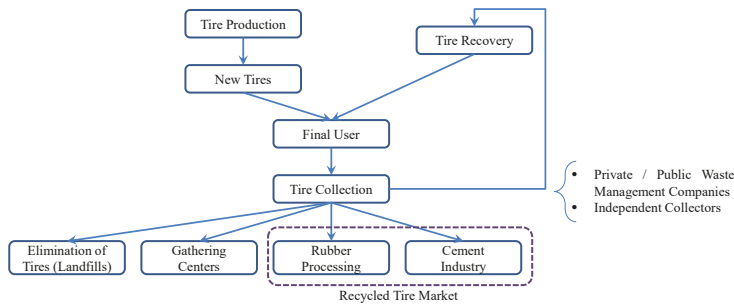 Tire Production
Tire Recovery
New Tires
Final User
Tire Collection
• Private / Public Waste
Management Companies
• Independent Collectors
Elimination of
Tires (Landfills)
Gathering
Centers
Rubber
Processing
Cement
Industry
Recycled Tire Market